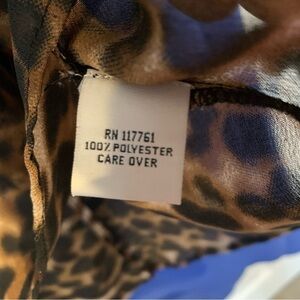 RN 117761
100% POLYESTER
CARE OVER